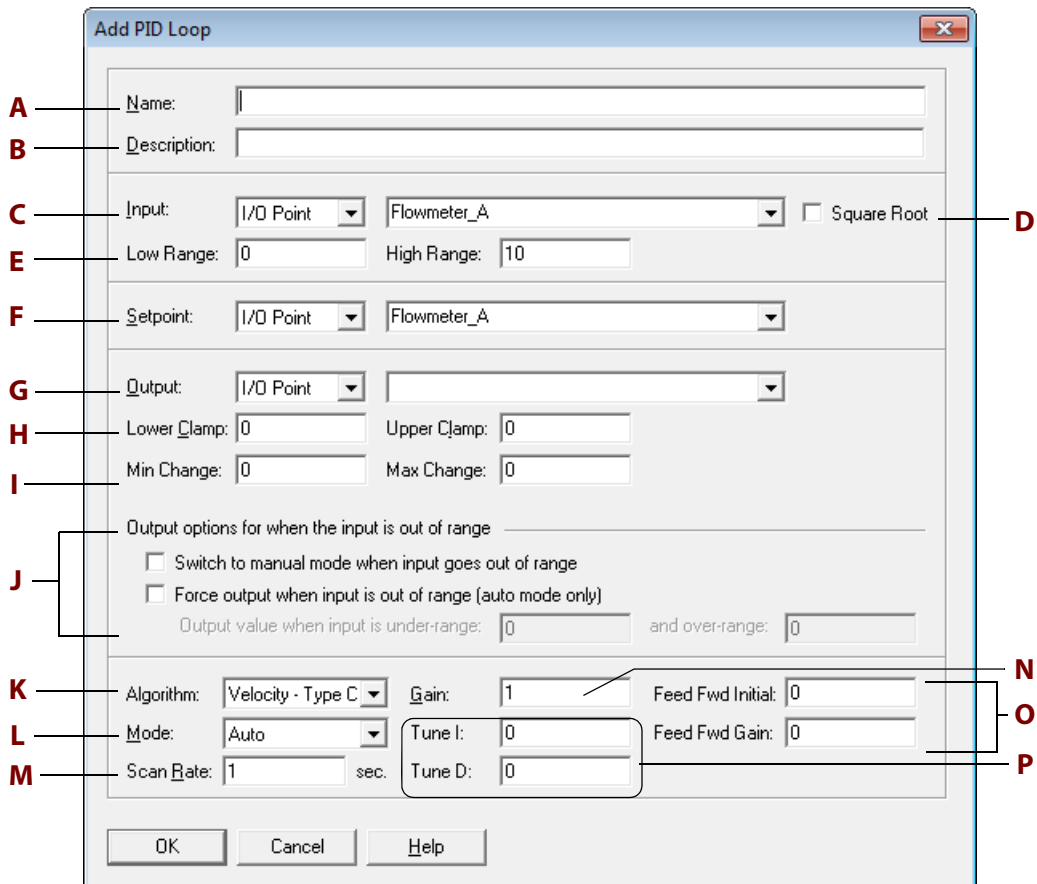 Add PID Loop
A Name:
B Description:
C Input: I/O Point Flowmeter_A Square Root D
E Low Range: 0 High Range: 10
F Setpoint: I/O Point Flowmeter_A
G Output: I/O Point
H Lower Clamp: 0 Upper Clamp: 0
I Min Change: 0 Max Change: 0
Output options for when the input is out of range
J Switch to manual mode when input goes out of range
Force output when input is out of range (auto mode only)
Output value when input is under-range: 0 and over-range: 0
K Algorithm: Velocity - Type C Gain: 1 N Feed Fwd Initial: 0
L Mode: Auto Tune I: 0 Feed Fwd Gain: 0 O
M Scan Rate: 1 sec. Tune D: 0 P
OK Cancel Help